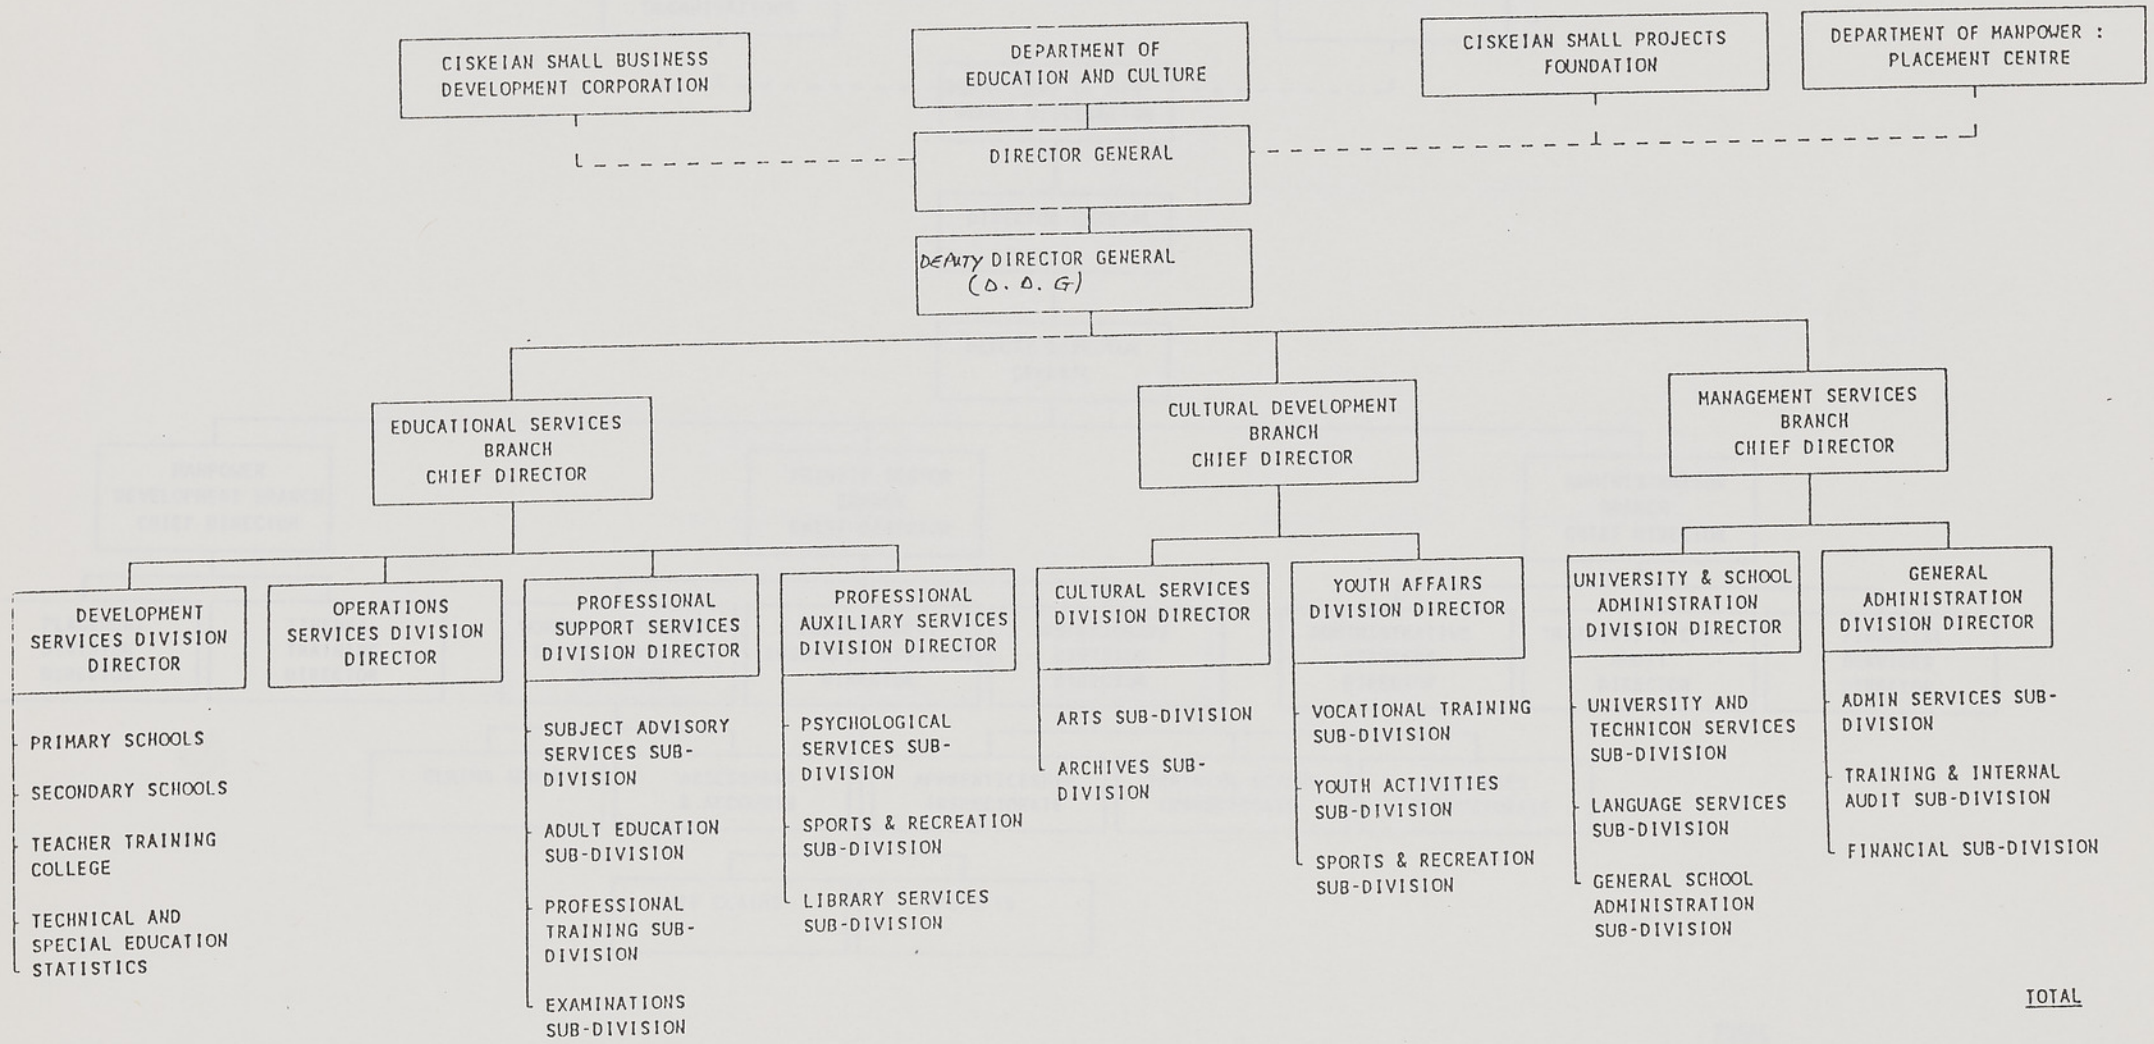 CISKEIAN SMALL BUSINESS
DEVELOPMENT CORPORATION
DEPARTMENT OF
EDUCATION AND CULTURE
CISKEIAN SMALL PROJECTS
FOUNDATION
DEPARTMENT OF MANPOWER :
PLACEMENT CENTRE
DIRECTOR GENERAL
DEPUTY DIRECTOR GENERAL
(D. D. G)
EDUCATIONAL SERVICES
BRANCH
CHIEF DIRECTOR
CULTURAL DEVELOPMENT
BRANCH
CHIEF DIRECTOR
MANAGEMENT SERVICES
BRANCH
CHIEF DIRECTOR
DEVELOPMENT
SERVICES DIVISION
DIRECTOR
OPERATIONS
SERVICES DIVISION
DIRECTOR
PROFESSIONAL
SUPPORT SERVICES
DIVISION DIRECTOR
PROFESSIONAL
AUXILIARY SERVICES
DIVISION DIRECTOR
CULTURAL SERVICES
DIVISION DIRECTOR
YOUTH AFFAIRS
DIVISION DIRECTOR
UNIVERSITY & SCHOOL
ADMINISTRATION
DIVISION DIRECTOR
GENERAL
ADMINISTRATION
DIVISION DIRECTOR
PRIMARY SCHOOLS
SECONDARY SCHOOLS
TEACHER TRAINING
COLLEGE
TECHNICAL AND
SPECIAL EDUCATION
STATISTICS
SUBJECT ADVISORY
SERVICES SUB-
DIVISION
ADULT EDUCATION
SUB-DIVISION
PROFESSIONAL
TRAINING SUB-
DIVISION
EXAMINATIONS
SUB-DIVISION
PSYCHOLOGICAL
SERVICES SUB-
DIVISION
SPORTS & RECREATION
SUB-DIVISION
LIBRARY SERVICES
SUB-DIVISION
ARTS SUB-DIVISION
ARCHIVES SUB-
DIVISION
VOCATIONAL TRAINING
SUB-DIVISION
YOUTH ACTIVITIES
SUB-DIVISION
SPORTS & RECREATION
SUB-DIVISION
UNIVERSITY AND
TECHNICON SERVICES
SUB-DIVISION
LANGUAGE SERVICES
SUB-DIVISION
GENERAL SCHOOL
ADMINISTRATION
SUB-DIVISION
ADMIN SERVICES SUB-
DIVISION
TRAINING & INTERNAL
AUDIT SUB-DIVISION
FINANCIAL SUB-DIVISION
TOTAL